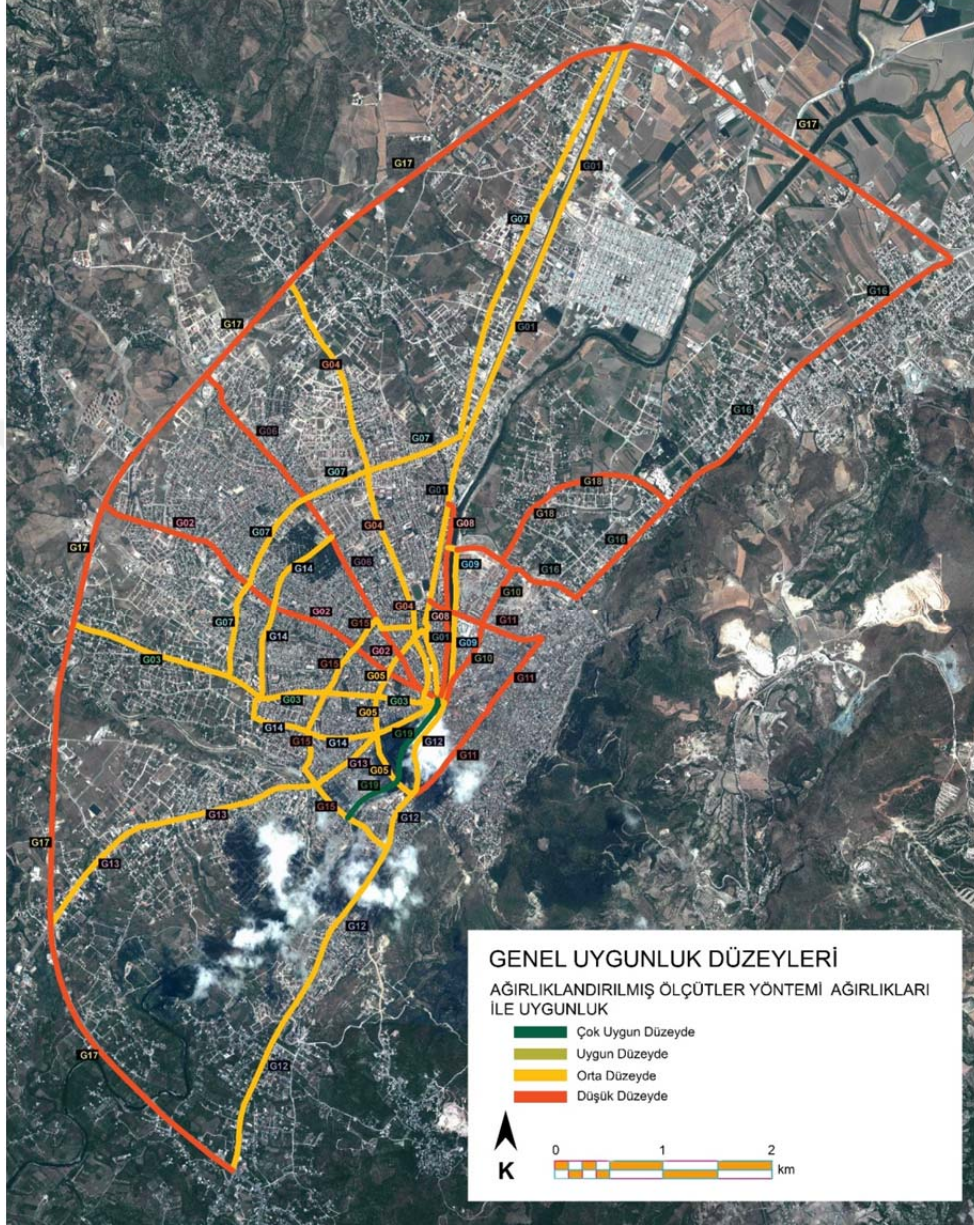 G17
G01
G17
G07
G16
G01
G17
G04
G16
G06
G07
G07
G01
G18
G18
G02
G08
G04
G17
G07
G16
G06
G09
G14
G16
G10
G04
G02
G08
G11
G15
G07
G14
G01
G09
G02
G10
G03
G15
G05
G11
G03
G03
G05
G14
G19
G15
G14
G12
G11
G13
G05
G19
G15
G13
G12
G17
G13
G12
G17
G12
GENEL UYGUNLUK DÜZEYLERİ
AĞIRLIKLANDIRILMIŞ ÖLÇÜTLER YÖNTEMİ AĞIRLIKLARI
İLE UYGUNLUK
Çok Uygun Düzeyde
Uygun Düzeyde
Orta Düzeyde
Düşük Düzeyde
K
0 1 2
km